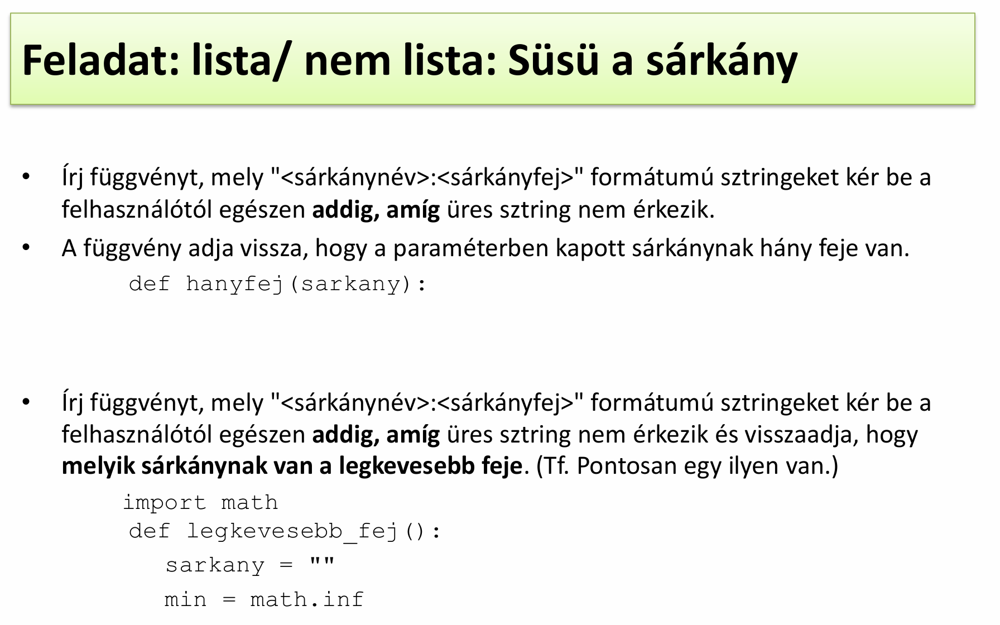 Feladat: lista/ nem lista: Süsü a sárkány
• Írj függvényt, mely "<sárkánynév>:<sárkányfej>" formátumú sztringeket kér be a
felhasználótól egészen addig, amíg üres sztring nem érkezik.
• A függvény adja vissza, hogy a paraméterben kapott sárkánynak hány feje van.
def hanyfej(sarkany):
• Írj függvényt, mely "<sárkánynév>:<sárkányfej>" formátumú sztringeket kér be a
felhasználótól egészen addig, amíg üres sztring nem érkezik és visszaadja, hogy
melyik sárkánynak van a legkevesebb feje. (Tf. Pontosan egy ilyen van.)
import math
def legkevesebb_fej():
sarkany = ""
min = math.inf